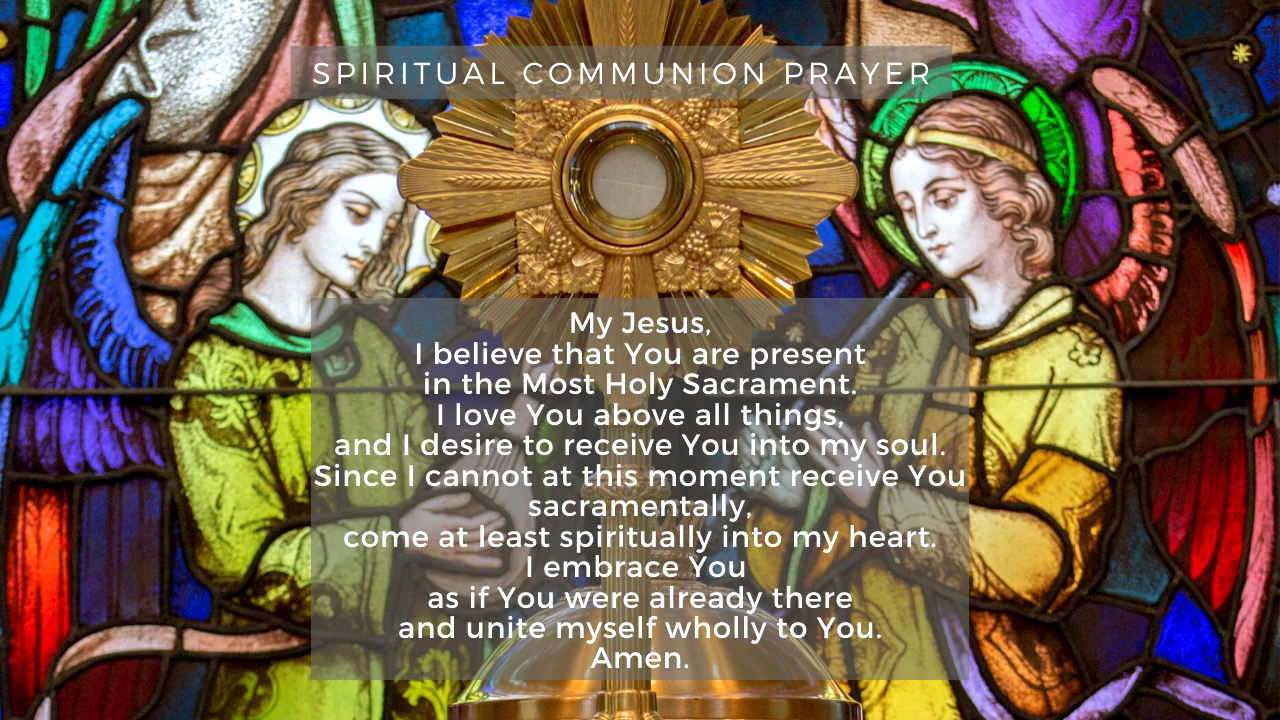 SPIRITUAL COMMUNION PRAYER
My Jesus,
I believe that You are present
in the Most Holy Sacrament.
I love You above all things,
and I desire to receive You into my soul.
Since I cannot at this moment receive You
sacramentally,
come at least spiritually into my heart.
I embrace You
as if You were already there
and unite myself wholly to You.
Amen.